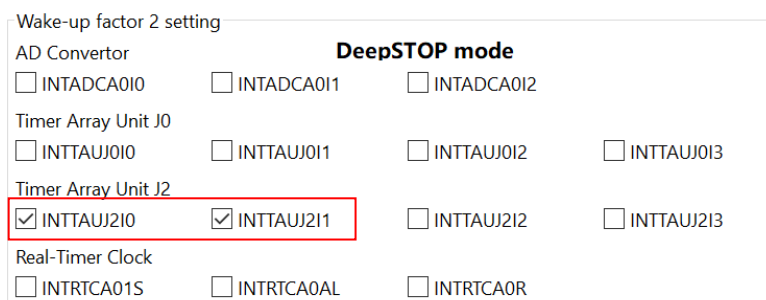 Wake-up factor 2 setting
AD Convertor DeepSTOP mode
INTADCA0I0 INTADCA0I1 INTADCA0I2
Timer Array Unit J0
INTTAUJ0I0 INTTAUJ0I1 INTTAUJ0I2 INTTAUJ0I3
Timer Array Unit J2
INTTAUJ2I0 INTTAUJ2I1 INTTAUJ2I2 INTTAUJ2I3
Real-Timer Clock
INTRTCA01S INTRTCA0AL INTRTCA0R